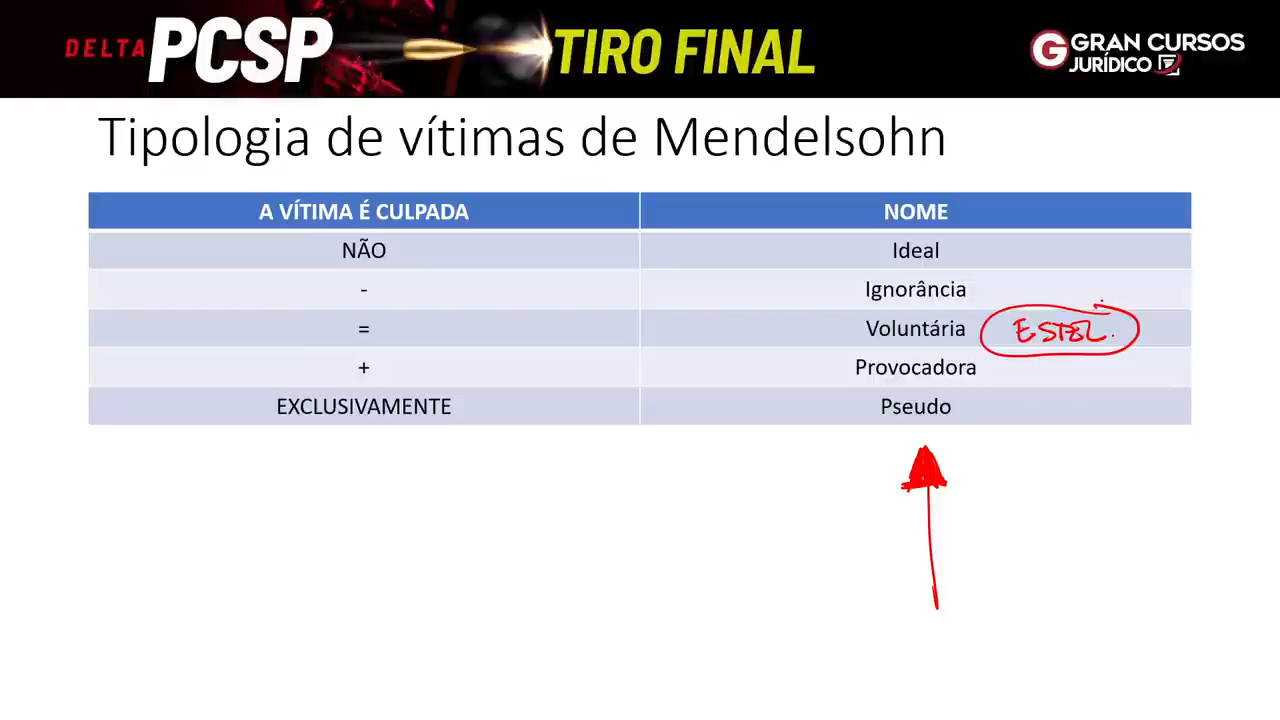 DELTA PCSP TIRO FINAL GRAN CURSOS JURÍDICO
Tipologia de vítimas de Mendelsohn
A VÍTIMA É CULPADA NOME
NÃO Ideal
- Ignorância
= Voluntária
+ Provocadora
EXCLUSIVAMENTE Pseudo